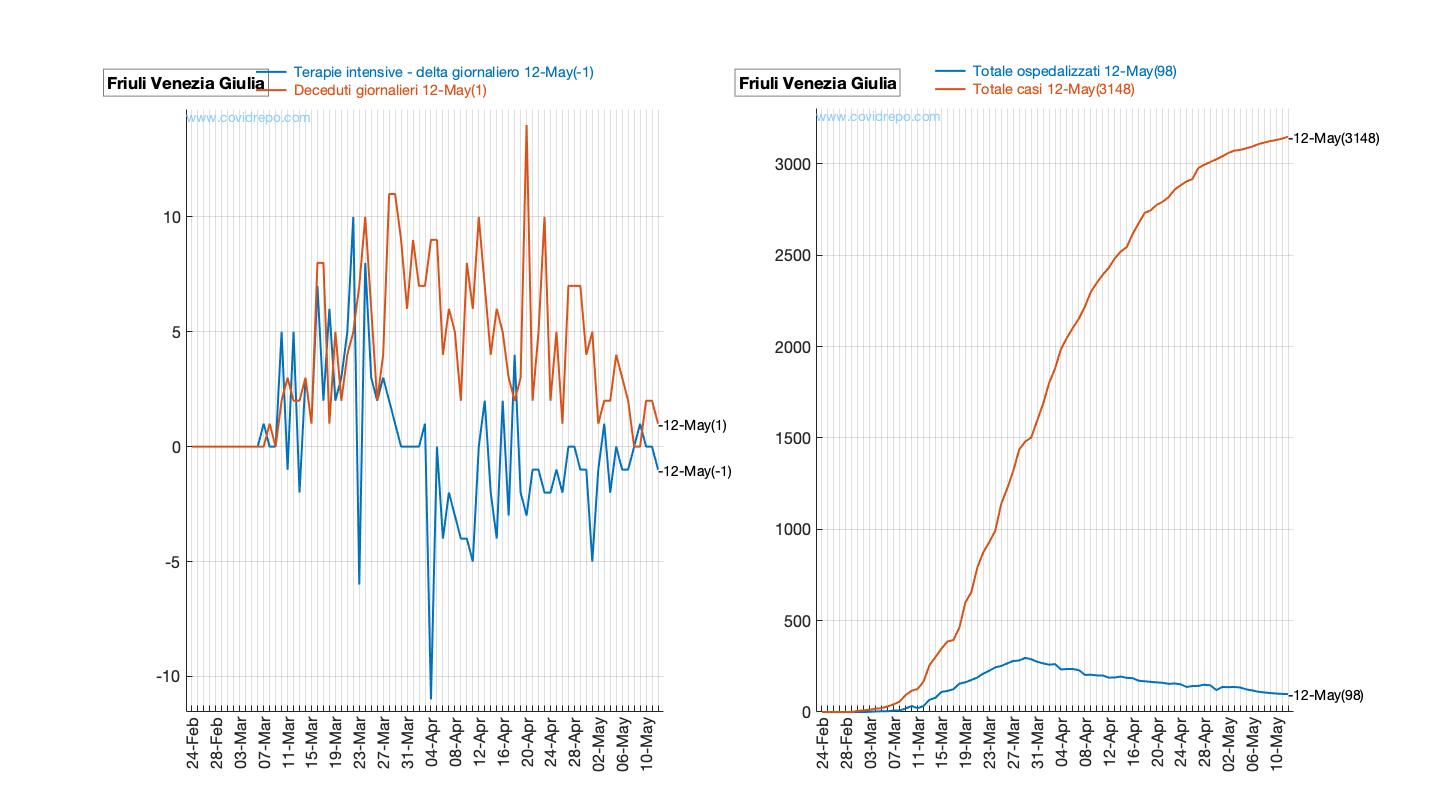 Friuli Venezia Giulia
Terapie intensive - delta giornaliero 12-May(-1)
Deceduti giornalieri 12-May(1)
www.covidrepo.com
10
5
0
-5
-10
-12-May(1)
-12-May(-1)
24-Feb
28-Feb
03-Mar
07-Mar
11-Mar
15-Mar
19-Mar
23-Mar
27-Mar
31-Mar
04-Apr
08-Apr
12-Apr
16-Apr
20-Apr
24-Apr
28-Apr
02-May
06-May
10-May
Friuli Venezia Giulia
Totale ospedalizzati 12-May(98)
Totale casi 12-May(3148)
www.covidrepo.com
3000
2500
2000
1500
1000
500
0
-12-May(3148)
-12-May(98)
24-Feb
28-Feb
03-Mar
07-Mar
11-Mar
15-Mar
19-Mar
23-Mar
27-Mar
31-Mar
04-Apr
08-Apr
12-Apr
16-Apr
20-Apr
24-Apr
28-Apr
02-May
06-May
10-May